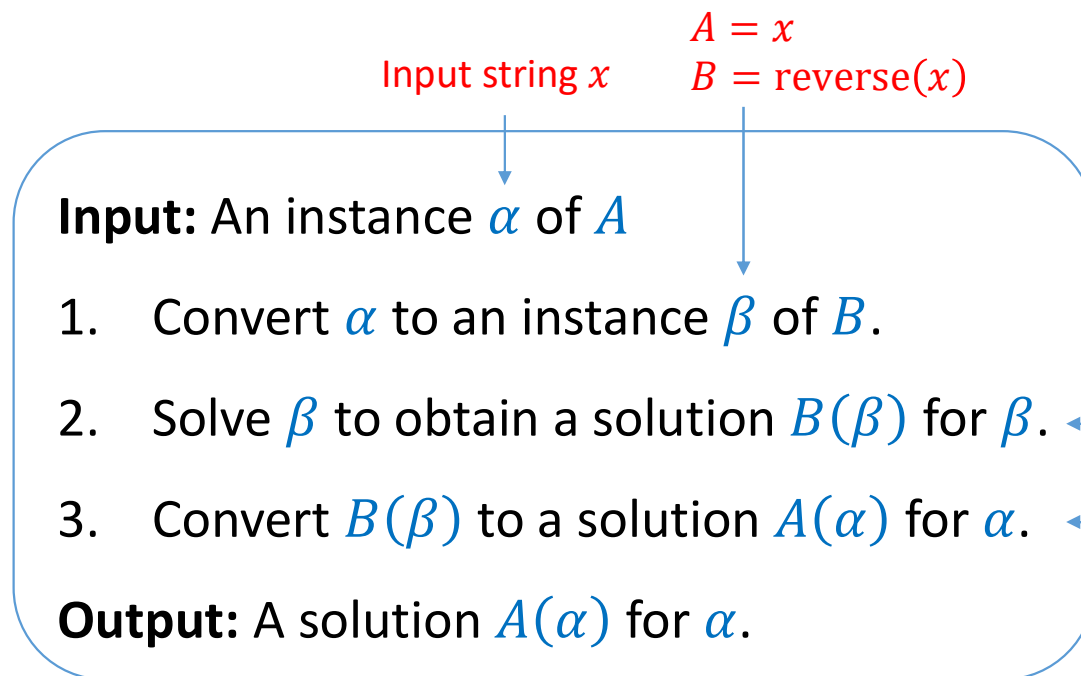 𝐴 = 𝑥
Input string 𝑥
𝐵 = reverse(𝑥)
Input: An instance 𝛼 of 𝐴
1. Convert 𝛼 to an instance 𝛽 of 𝐵.
2. Solve 𝛽 to obtain a solution 𝐵(𝛽) for 𝛽.
3. Convert 𝐵(𝛽) to a solution 𝐴(𝛼) for 𝛼.
Output: A solution 𝐴(𝛼) for 𝛼.